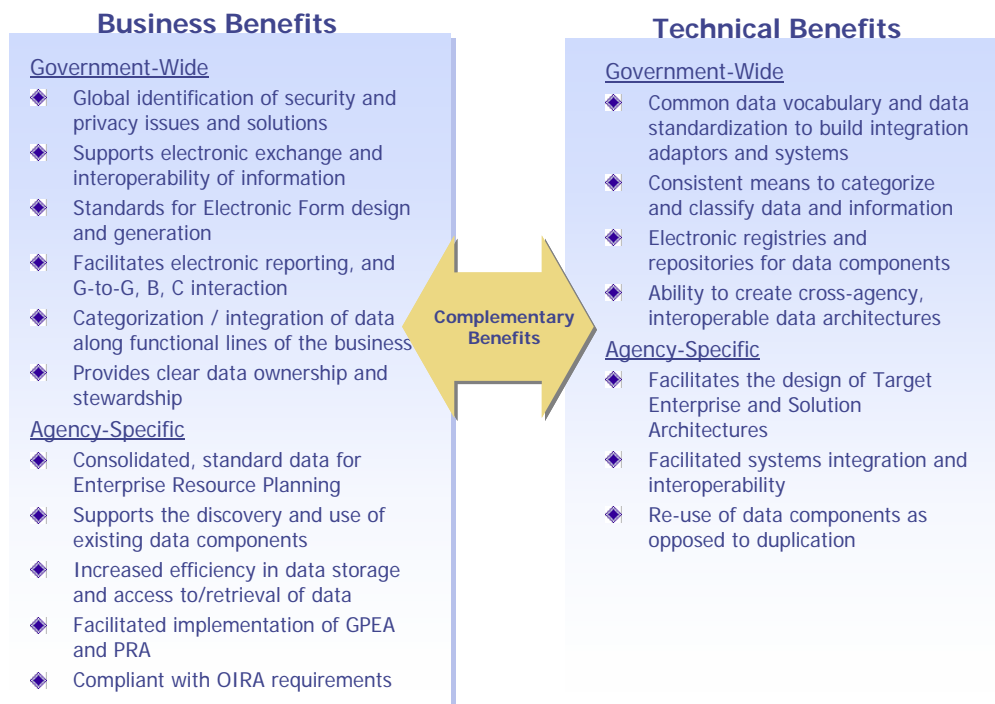 Business Benefits
Government-Wide
Global identification of security and
privacy issues and solutions
Supports electronic exchange and
interoperability of information
Standards for Electronic Form design
and generation
Facilitates electronic reporting, and
G-to-G, B, C interaction
Categorization / integration of data
along functional lines of the business
Provides clear data ownership and
stewardship
Agency-Specific
Consolidated, standard data for
Enterprise Resource Planning
Supports the discovery and use of
existing data components
Increased efficiency in data storage
and access to/retrieval of data
Facilitated implementation of GPEA
and PRA
Compliant with OIRA requirements
Complementary
Benefits
Technical Benefits
Government-Wide
Common data vocabulary and data
standardization to build integration
adaptors and systems
Consistent means to categorize
and classify data and information
Electronic registries and
repositories for data components
Ability to create cross-agency,
interoperable data architectures
Agency-Specific
Facilitates the design of Target
Enterprise and Solution
Architectures
Facilitated systems integration and
interoperability
Re-use of data components as
opposed to duplication